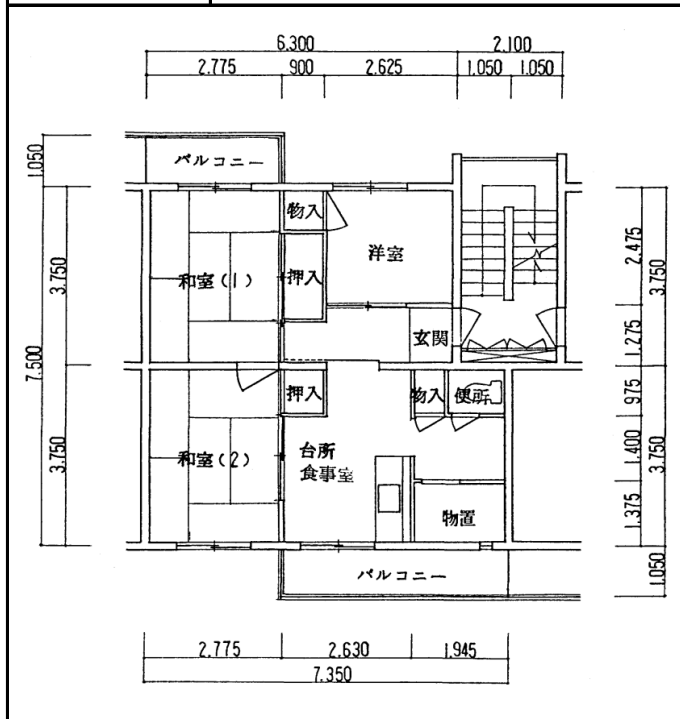 6.300
2.100
2.775
900
2.625
1.050
1.050
1.050
バルコニー
物入
洋室
和室(1)
押入
玄関
3.750
7.500
3.750
2.475
3.750
1.275
975
1.400
3.750
1.375
1.050
押入
物入
便所
和室(2)
台所
食事室
物置
バルコニー
2.775
2.630
1.945
7.350